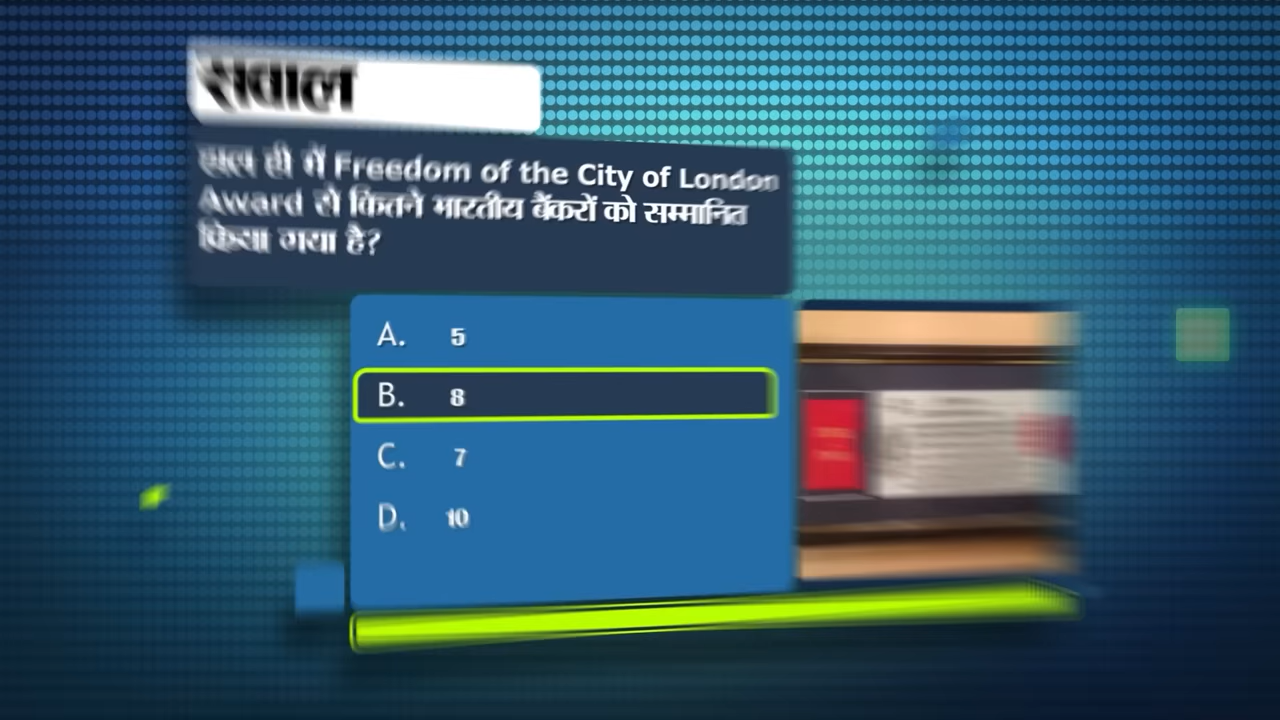 सवाल
हाल ही में Freedom of the City of London
Award से कितने भारतीय बैंकरों को सम्मानित
किया गया है?
A. 5
B. 8
C. 7
D. 10